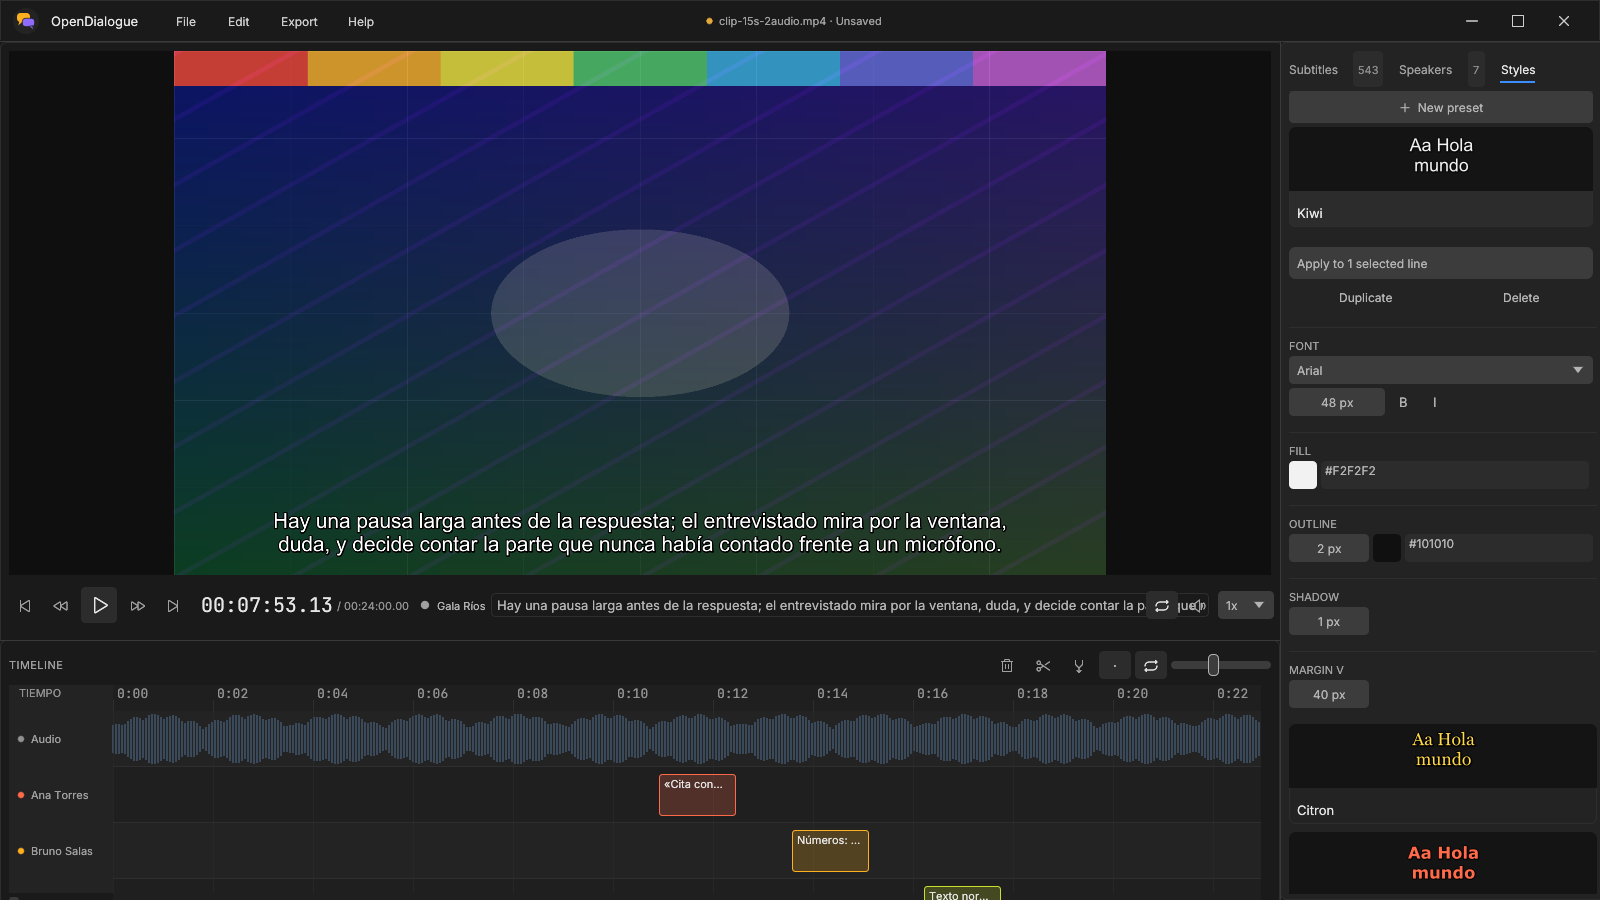 OpenDialogue
File
Edit
Export
Help
clip-15s-2audio.mp4 · Unsaved
Subtitles
543
Speakers
7
Styles
New preset
Aa Hola
mundo
Kiwi
Apply to 1 selected line
Duplicate
Delete
FONT
Arial
48 px
B
I
FILL
#F2F2F2
OUTLINE
2 px
#101010
SHADOW
1 px
MARGIN V
40 px
Aa Hola
mundo
Citron
Aa Hola
mundo
Hay una pausa larga antes de la respuesta; el entrevistado mira por la ventana,
duda, y decide contar la parte que nunca había contado frente a un micrófono.
00:07:53.13 / 00:24:00.00
Gala Ríos
Hay una pausa larga antes de la respuesta; el entrevistado mira por la ventana, duda, y decide contar la
1x
TIMELINE
TIEMPO
0:00
0:02
0:04
0:06
0:08
0:10
0:12
0:14
0:16
0:18
0:20
0:22
Audio
Ana Torres
«Cita con...
Bruno Salas
Números: ...
Texto nor...